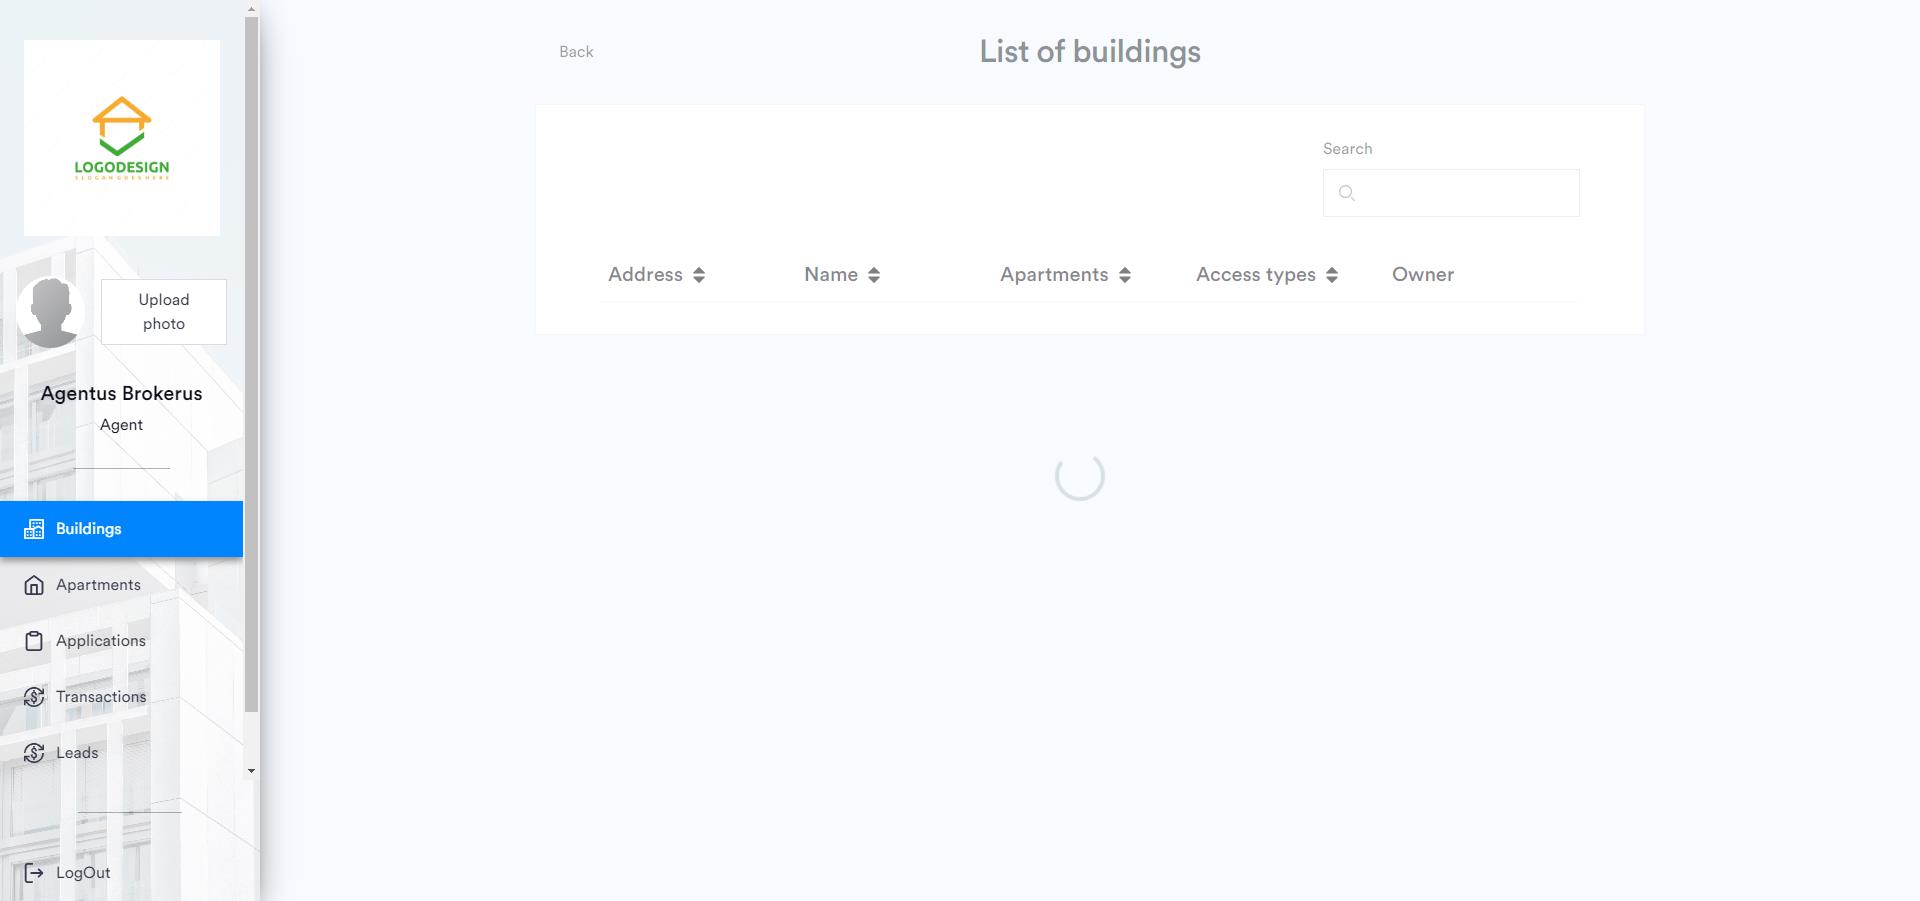 LOGODESIGN
SLOGANGOESHERE
Upload
photo
Agentus Brokerus
Agent
Buildings
Apartments
Applications
Transactions
Leads
LogOut
Back
List of buildings
Search
Address
Name
Apartments
Access types
Owner